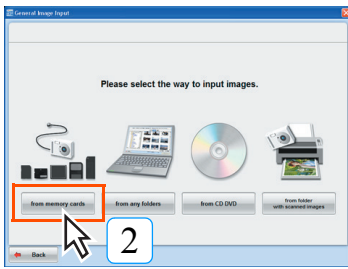 General Image Input
Please select the way to input images.
from memory cards
from any folders
from CD DVD
from folder
with scanned images
Back
2